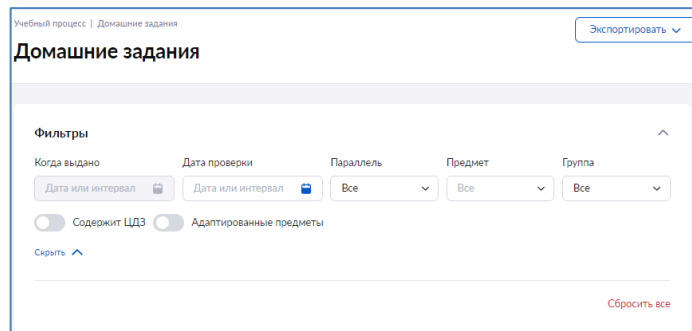 Учебный процесс | Домашние задания
Экспортировать
Домашние задания
Фильтры
Когда выдано Дата проверки Параллель Предмет Группа
Дата или интервал Дата или интервал Все Все Все
Содержит ЦДЗ Адаптированные предметы
Скрыть
Сбросить все